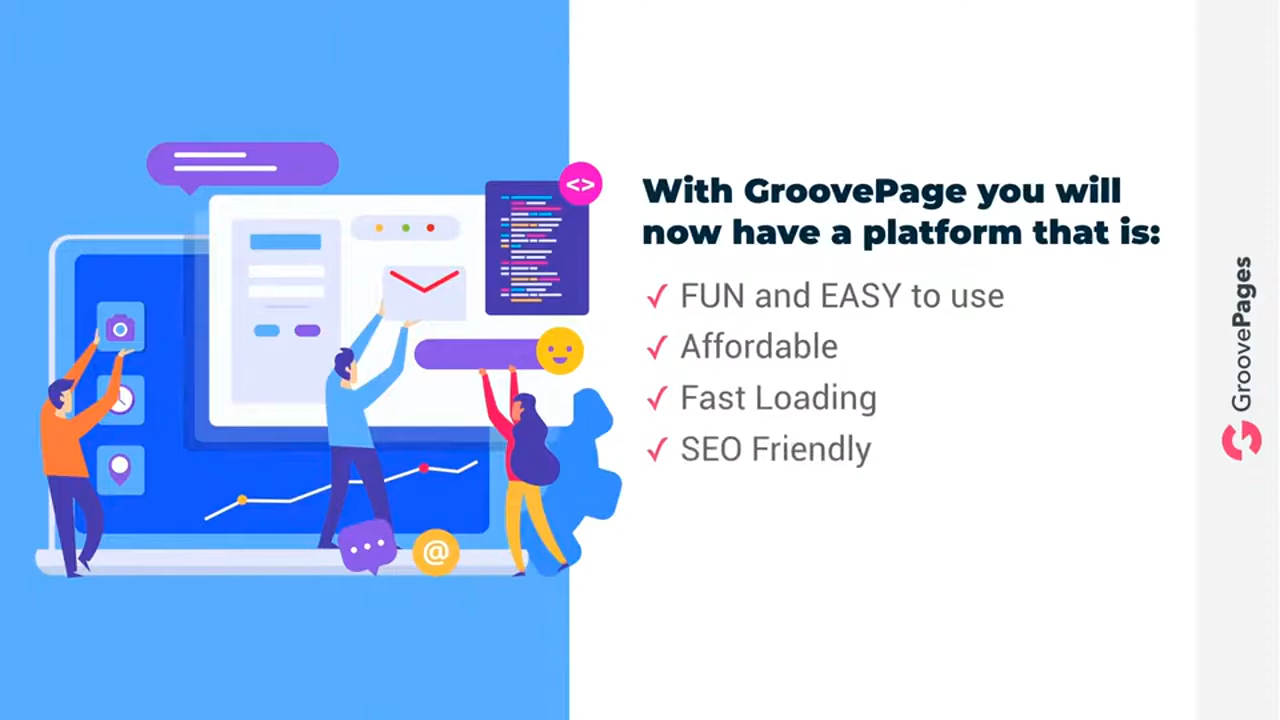 With GroovePage you will
now have a platform that is:
✓ FUN and EASY to use
✓ Affordable
✓ Fast Loading
✓ SEO Friendly
GroovePages
<>
@